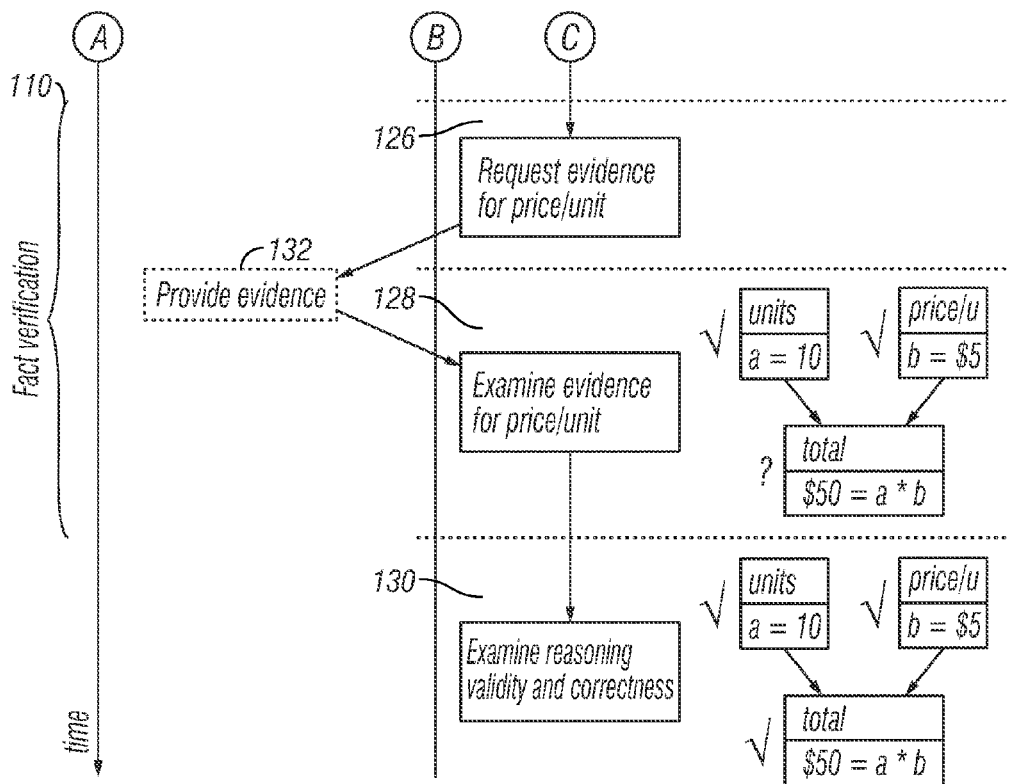 A
B
C
110
126
Request evidence
for price/unit
132
Provide evidence
Fact verification
128
Examine evidence
for price/unit
√
units
a = 10
√
price/u
b = $5
?
total
$50 = a * b
130
Examine reasoning
validity and correctness
√
units
a = 10
√
price/u
b = $5
√
total
$50 = a * b
time